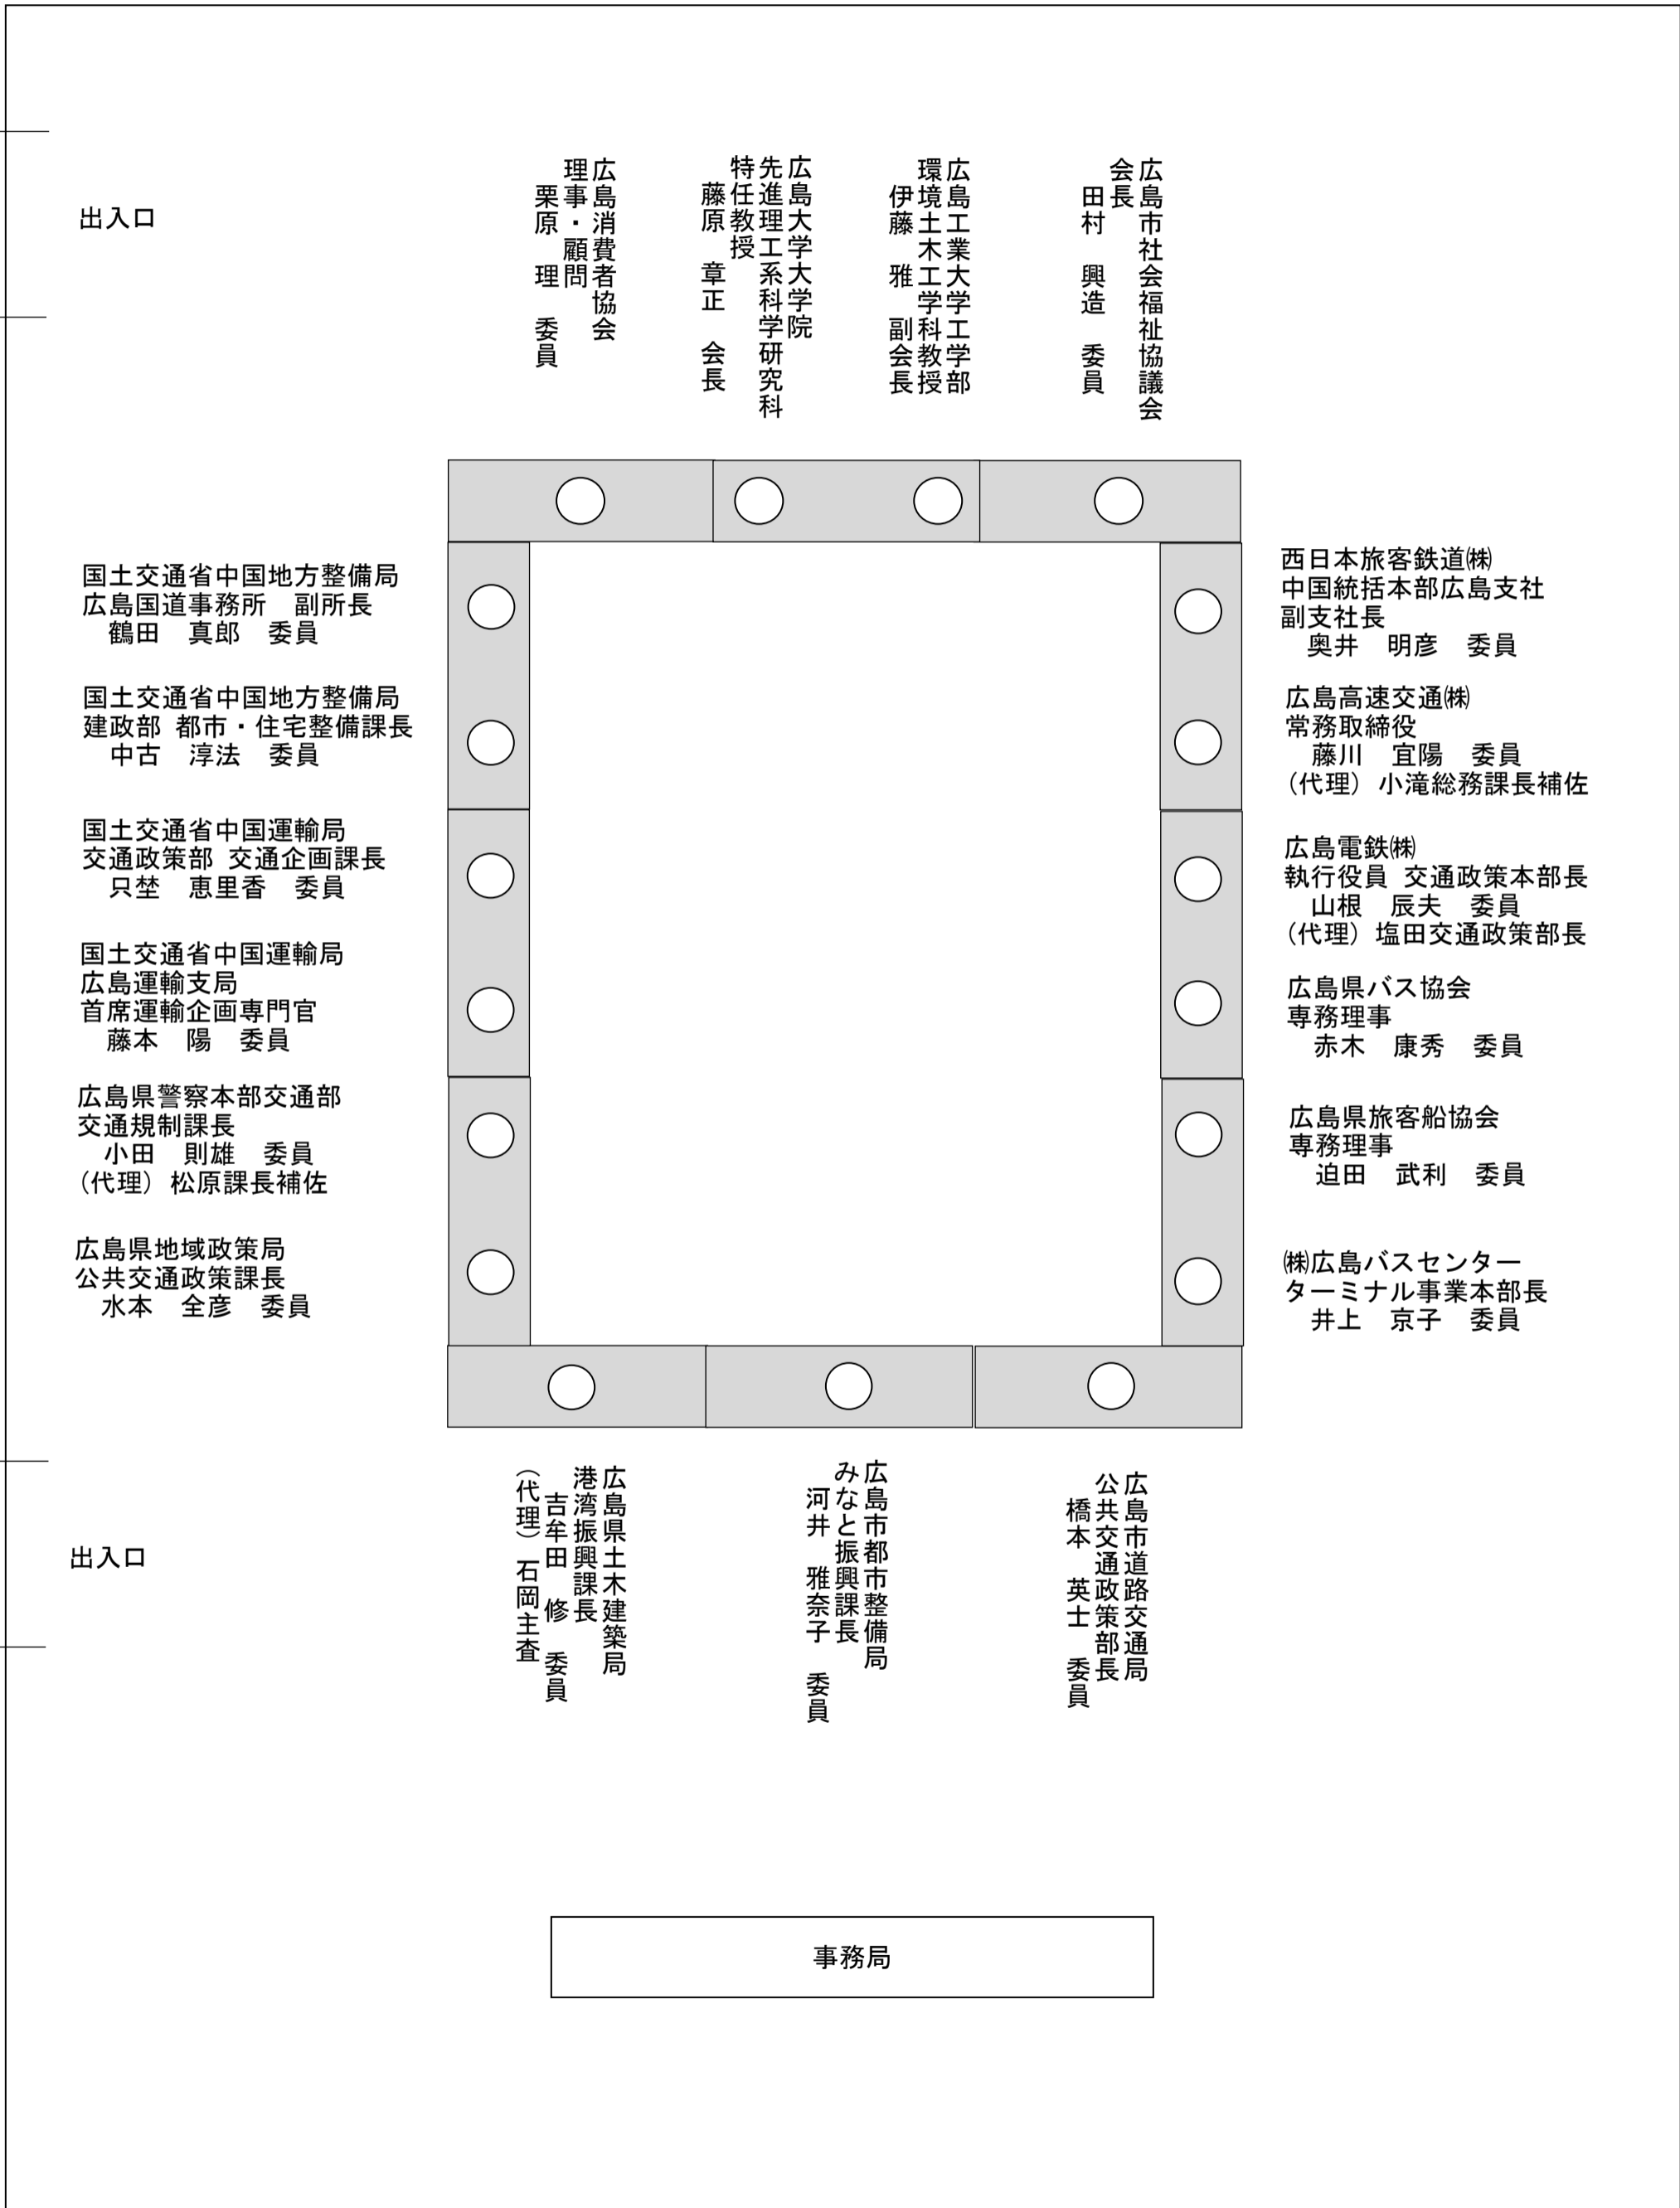 出入口
広島消費者協会
理事・顧問
栗原　理　委員
広島大学大学院
先進理工系科学研究科
特任教授
藤原　章正　会長
広島工業大学工学部
環境土木工学科教授
伊藤　雅　副会長
広島市社会福祉協議会
会長
田村　興造　委員
国土交通省中国地方整備局
広島国道事務所　副所長
鶴田　真郎　委員
国土交通省中国地方整備局
建政部 都市・住宅整備課長
中古　淳法　委員
国土交通省中国運輸局
交通政策部 交通企画課長
只埜　恵里香　委員
国土交通省中国運輸局
広島運輸支局
首席運輸企画専門官
藤本　陽　委員
広島県警察本部交通部
交通規制課長
小田　則雄　委員
（代理）松原課長補佐
広島県地域政策局
公共交通政策課長
水本　全彦　委員
西日本旅客鉄道㈱
中国統括本部広島支社
副支社長
奥井　明彦　委員
広島高速交通㈱
常務取締役
藤川　宜陽　委員
（代理）小滝総務課長補佐
広島電鉄㈱
執行役員 交通政策本部長
山根　辰夫　委員
（代理）塩田交通政策部長
広島県バス協会
専務理事
赤木　康秀　委員
広島県旅客船協会
専務理事
迫田　武利　委員
㈱広島バスセンター
ターミナル事業本部長
井上　京子　委員
出入口
広島県土木建築局
港湾振興課長
吉牟田　修　委員
（代理）石岡主査
広島市都市整備局
みなと振興課長
河井　雅奈子　委員
広島市道路交通局
公共交通政策部長
橋本　英士　委員
事務局